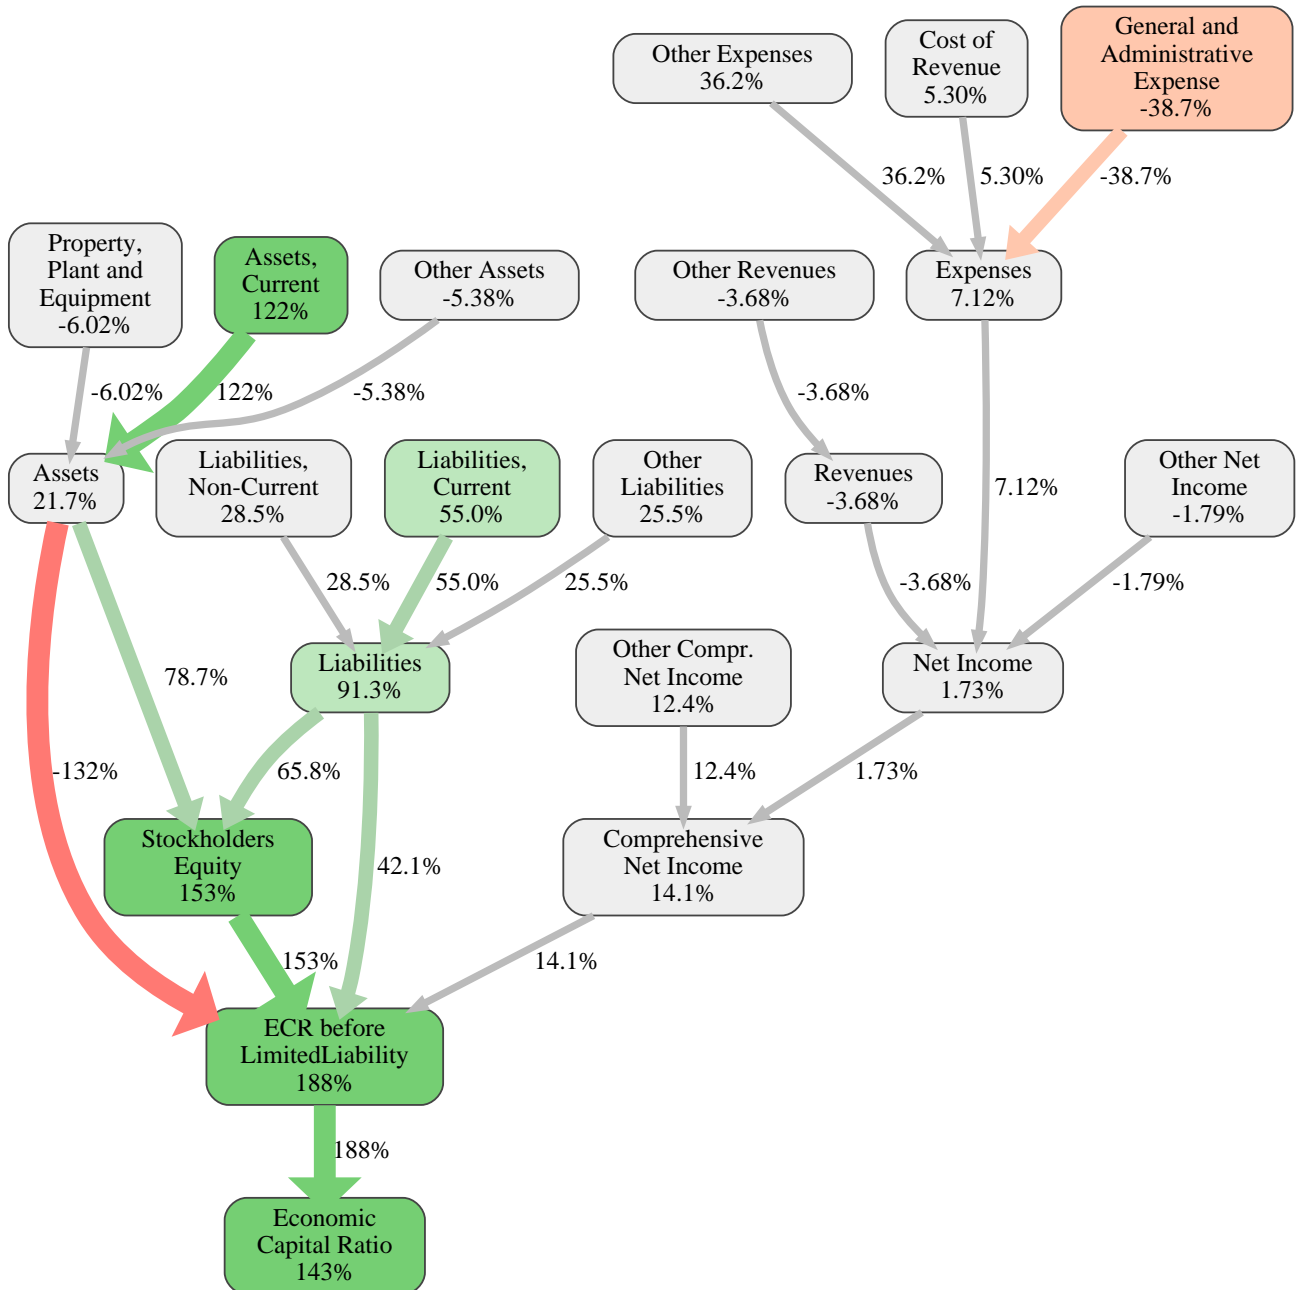 Other Expenses
36.2%
Cost of
Revenue
5.30%
General and
Administrative
Expense
-38.7%
36.2%
5.30%
-38.7%
Property,
Plant and
Equipment
-6.02%
Assets,
Current
122%
Other Assets
-5.38%
Other Revenues
-3.68%
Expenses
7.12%
-6.02%
122%
-5.38%
-3.68%
Assets
21.7%
Liabilities,
Non-Current
28.5%
Liabilities,
Current
55.0%
Other
Liabilities
25.5%
Revenues
-3.68%
7.12%
Other Net
Income
-1.79%
28.5%
55.0%
25.5%
-3.68%
-1.79%
78.7%
Liabilities
91.3%
Other Compr.
Net Income
12.4%
Net Income
1.73%
-132%
65.8%
12.4%
1.73%
Stockholders
Equity
153%
42.1%
Comprehensive
Net Income
14.1%
153%
14.1%
ECR before
LimitedLiability
188%
188%
Economic
Capital Ratio
143%